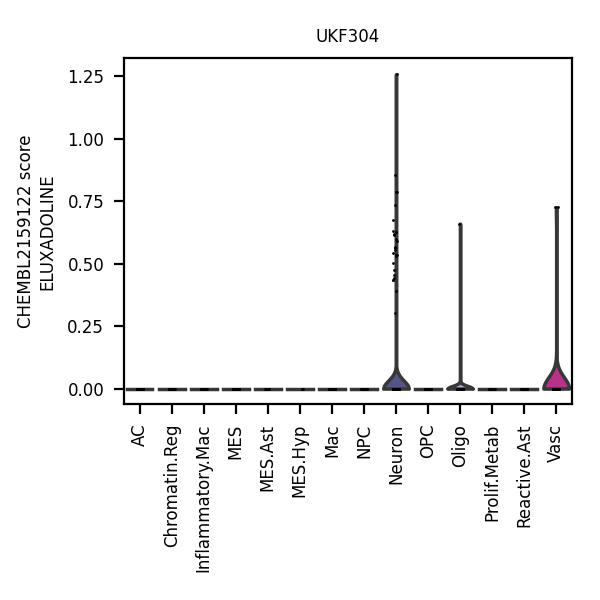 UKF304
CHEMBL2159122 score
ELUXADOLINE
1.25
1.00
0.75
0.50
0.25
0.00
AC
Chromatin.Reg
Inflammatory.Mac
MES
MES.Ast
MES.Hyp
Mac
NPC
Neuron
OPC
Oligo
Prolif.Metab
Reactive.Ast
Vasc